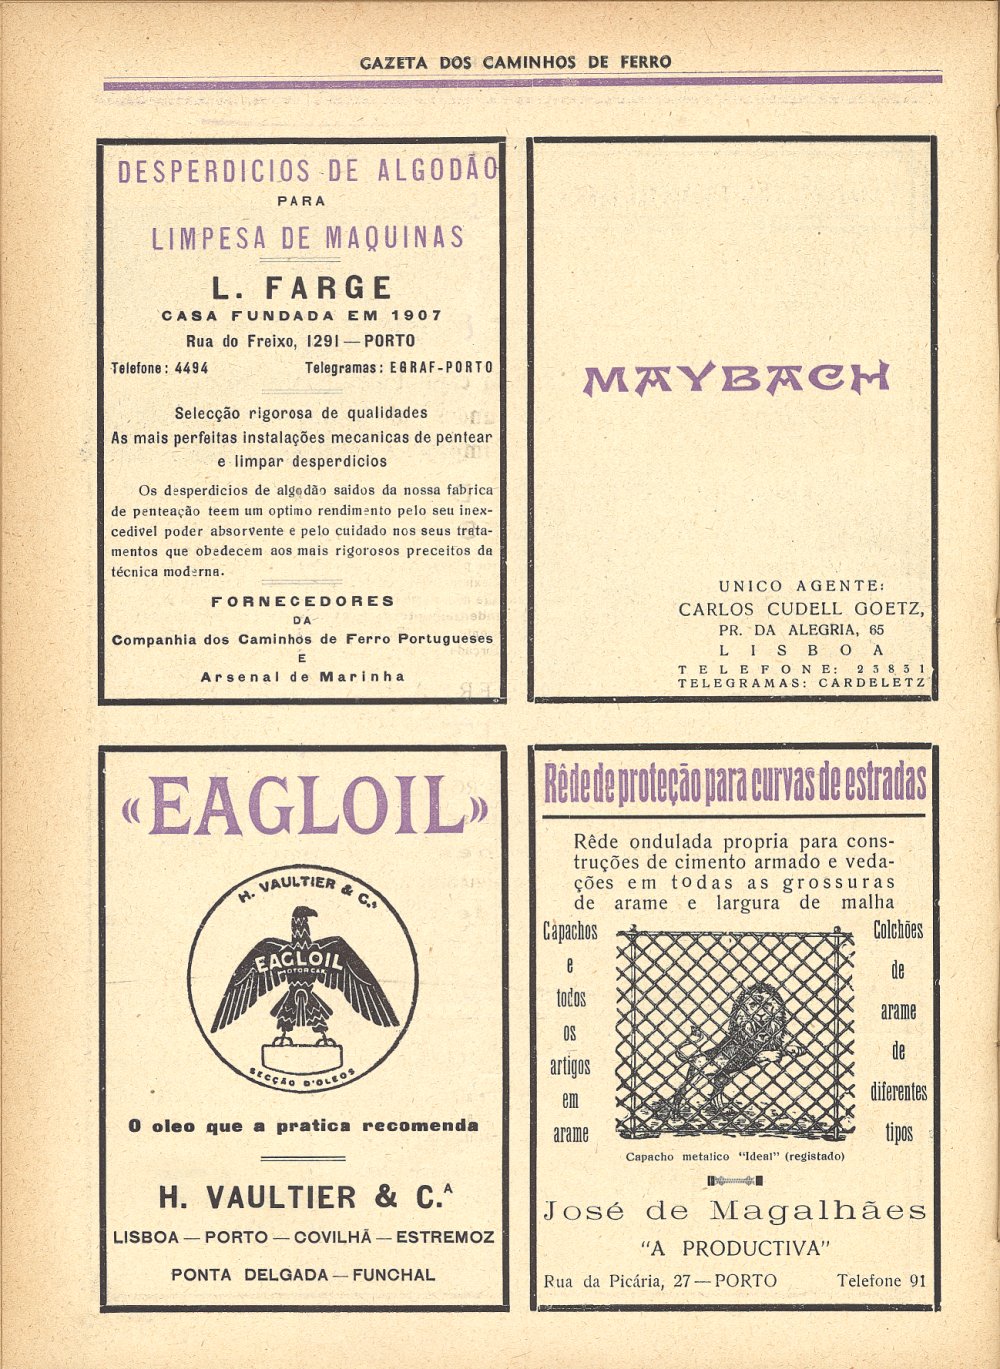 GAZETA DOS CAMINHOS DE FERRO
DESPERDICIOS DE ALGODÃO
PARA
LIMPESA DE MAQUINAS
L. FARGE
CASA FUNDADA EM 1907
Rua do Freixo, 1291 — PORTO
Telefone: 4494 Telegramas: EGRAF-PORTO
Selecção rigorosa de qualidades
As mais perfeitas instalações mecanicas de pentear
e limpar desperdicios
Os desperdicios de algodão saidos da nossa fabrica
de penteação teem um optimo rendimento pelo seu inex-
cedivel poder absorvente e pelo cuidado nos seus trata-
mentos que obedecem aos mais rigorosos preceitos da
técnica moderna.
FORNECEDORES
DA
Companhia dos Caminhos de Ferro Portugueses
E
Arsenal de Marinha
MAYBACH
UNICO AGENTE:
CARLOS CUDELL GOETZ,
PR. DA ALEGRIA, 65
LISBOA
TELEFONE: 23831
TELEGRAMAS: CARDELETZ
«EAGLOIL»
H. VAULTIER & C.ª
EAGLOIL
MOTOR CAR
SECÇÃO D'OLEOS
O oleo que a pratica recomenda
H. VAULTIER & C.A
LISBOA — PORTO — COVILHÃ — ESTREMOZ
PONTA DELGADA — FUNCHAL
Rêde de proteção para curvas de estradas
Rêde ondulada propria para cons-
truções de cimento armado e veda-
ções em todas as grossuras
de arame e largura de malha
Capachos
e
todos
os
artigos
em
arame
Colchões
de
arame
de
diferentes
tipos
Capacho metalico "Ideal" (registado)
José de Magalhães
"A PRODUCTIVA"
Rua da Picária, 27 — PORTO Telefone 91